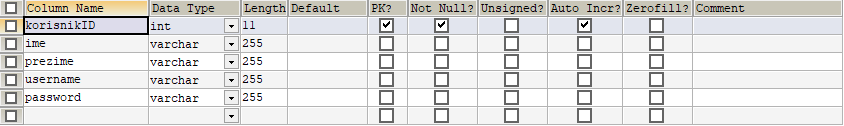 Column Name Data Type Length Default PK? Not Null? Unsigned? Auto Incr? Zerofill? Comment
korisnikID int 11
ime varchar 255
prezime varchar 255
username varchar 255
password varchar 255